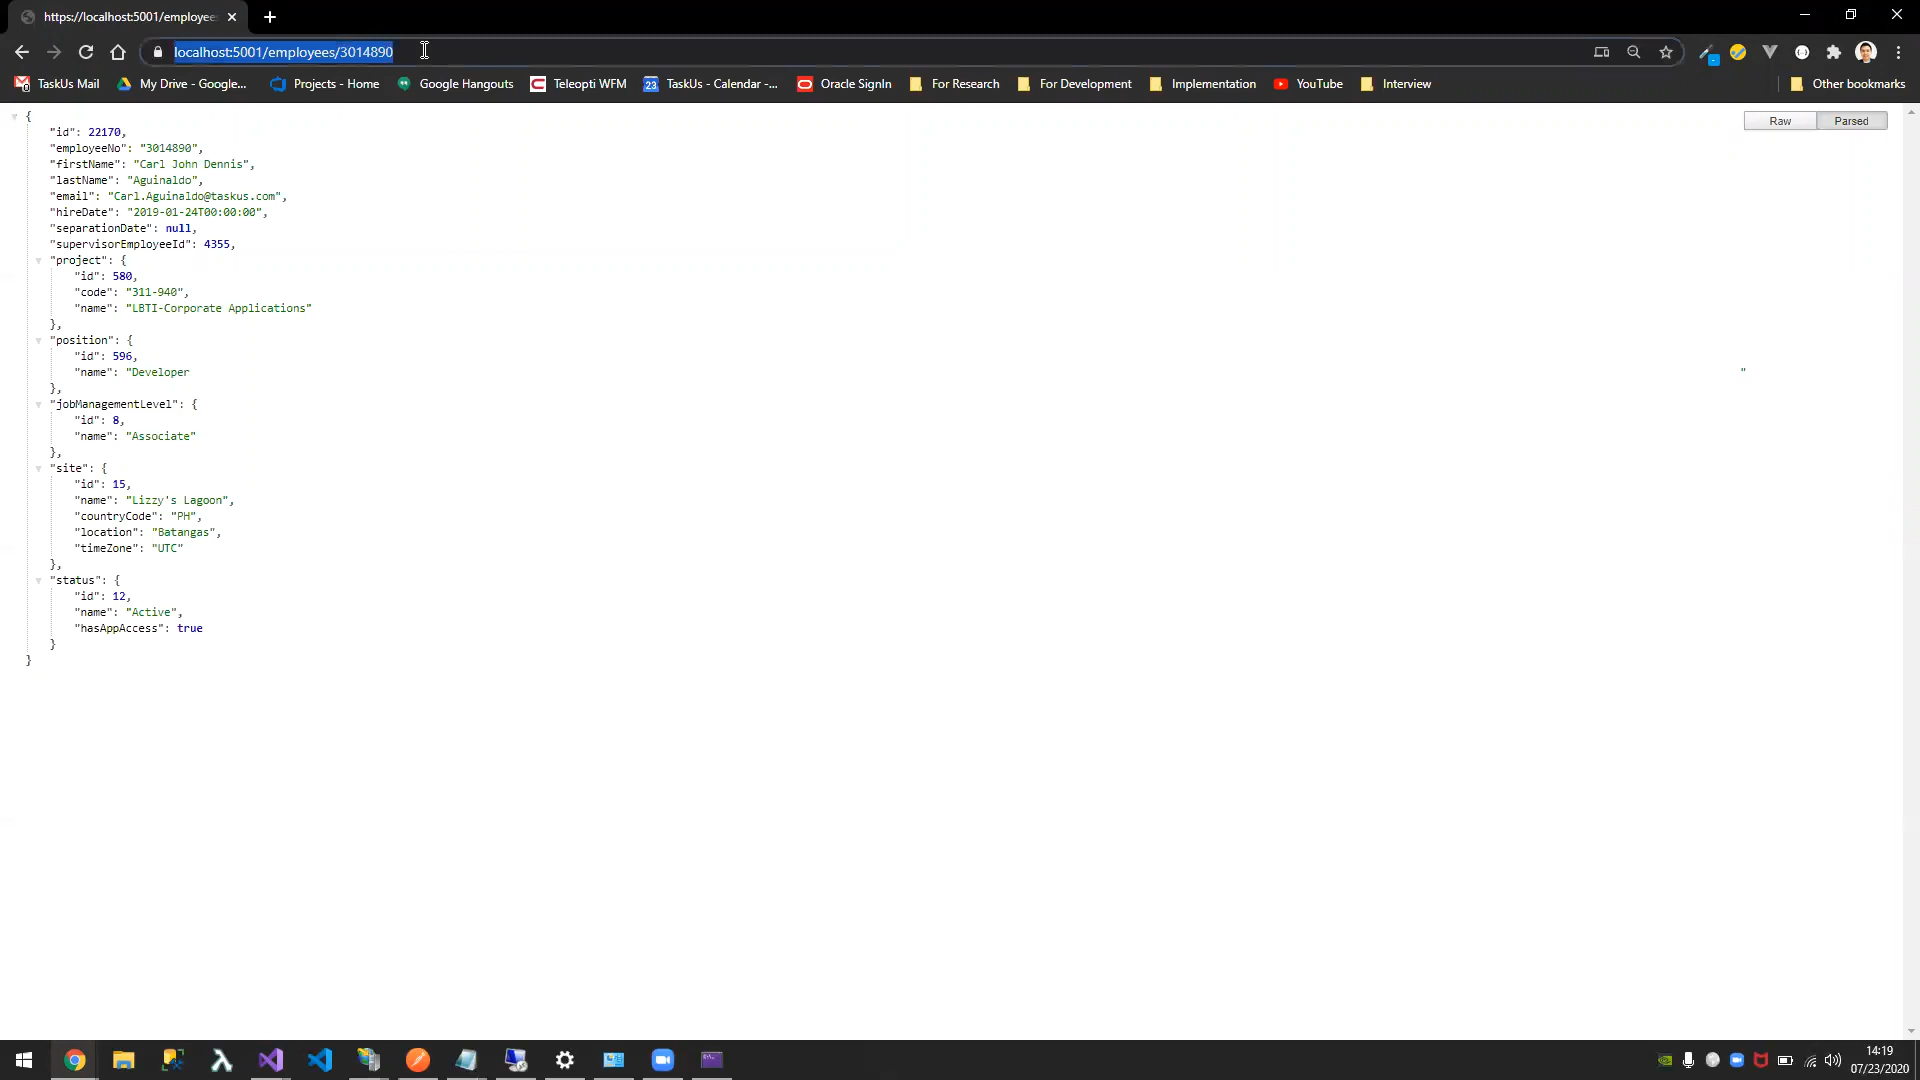 https://localhost:5001/employee
localhost:5001/employees/3014890
TaskUs Mail
My Drive - Google...
Projects - Home
Google Hangouts
Teleopti WFM
23 TaskUs - Calendar -...
Oracle SignIn
For Research
For Development
Implementation
YouTube
Interview
Other bookmarks
Raw
Parsed
{
"id": 22170,
"employeeNo": "3014890",
"firstName": "Carl John Dennis",
"lastName": "Aguinaldo",
"email": "Carl.Aguinaldo@taskus.com",
"hireDate": "2019-01-24T00:00:00",
"separationDate": null,
"supervisorEmployeeId": 4355,
"project": {
"id": 580,
"code": "311-940",
"name": "LBTI-Corporate Applications"
},
"position": {
"id": 596,
"name": "Developer "
},
"jobManagementLevel": {
"id": 8,
"name": "Associate"
},
"site": {
"id": 15,
"name": "Lizzy's Lagoon",
"countryCode": "PH",
"location": "Batangas",
"timeZone": "UTC"
},
"status": {
"id": 12,
"name": "Active",
"hasAppAccess": true
}
}
14:19
07/23/2020